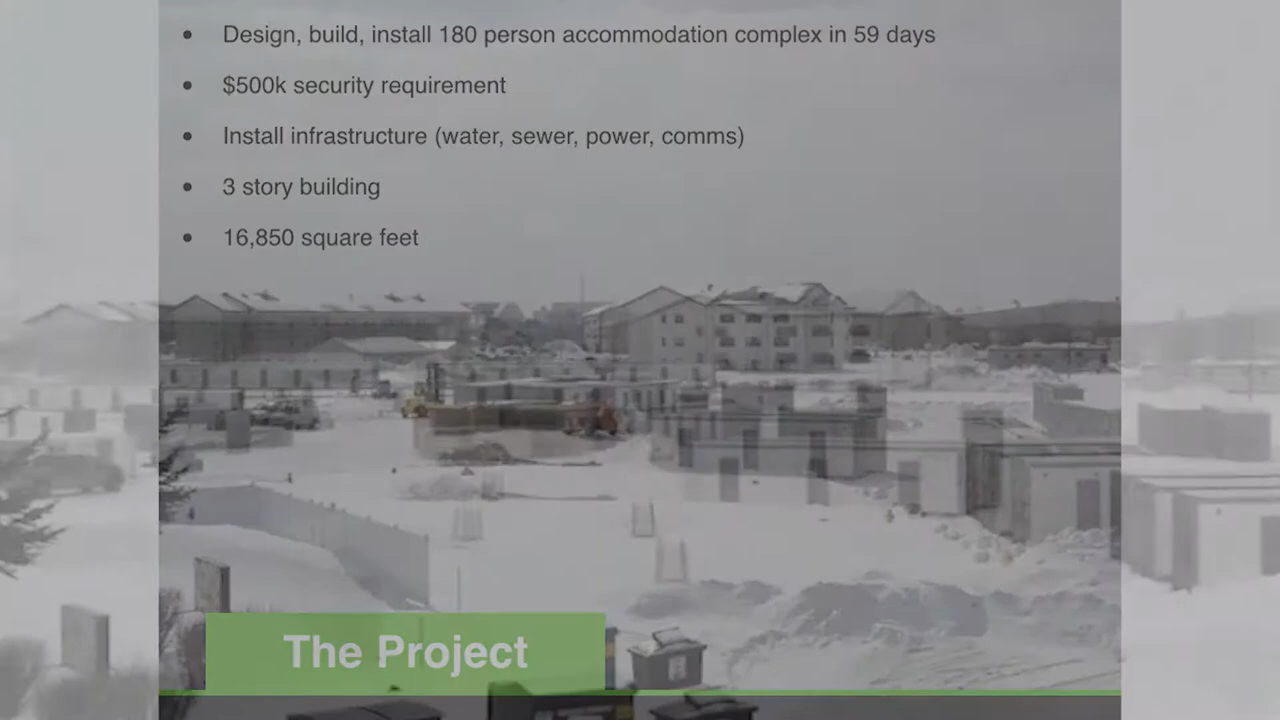 • Design, build, install 180 person accommodation complex in 59 days
• $500k security requirement
• Install infrastructure (water, sewer, power, comms)
• 3 story building
• 16,850 square feet
The Project